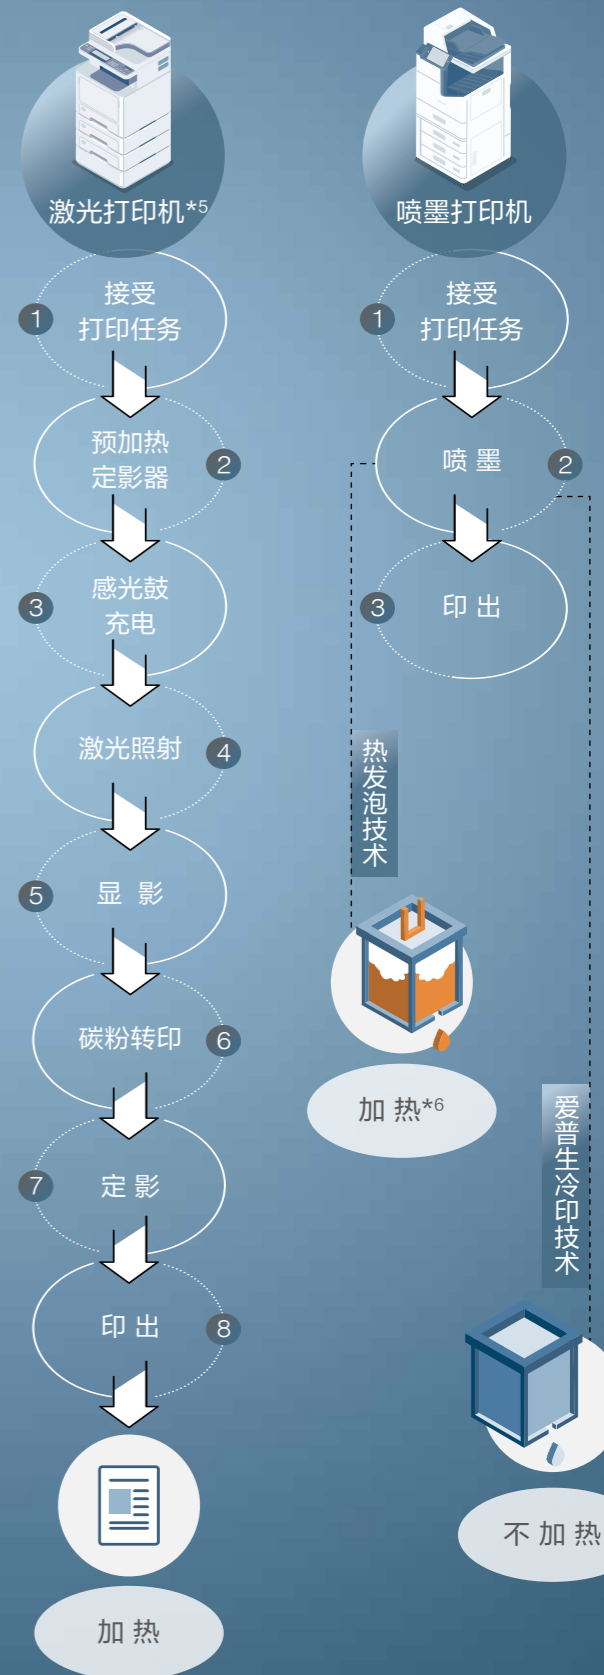 激光打印机*5
1
接受
打印任务
预加热
定影器
2
3
感光鼓
充电
激光照射
4
5
显 影
碳粉转印
6
7
定 影
印 出
8
加 热
喷墨打印机
1
接受
打印任务
喷 墨
2
3
印 出
热发泡技术
加 热*6
爱普生冷印技术
不 加 热